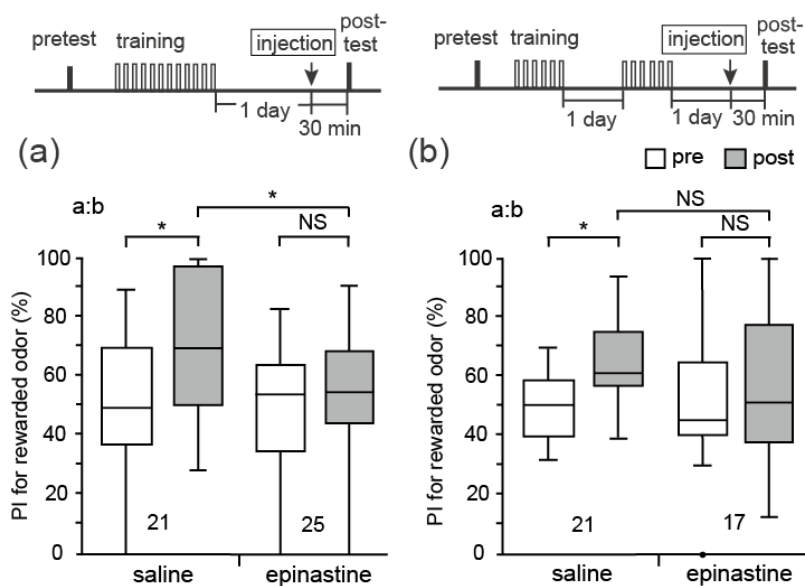 pretest training injection post-test
1 day
30 min
pretest training injection post-test
1 day 1 day 30 min
(a)
(b)
pre post
a:b * * NS
PI for rewarded odor (%)
100
80
60
40
20
0
21 25
saline epinastine
a:b * NS NS
PI for rewarded odor (%)
100
80
60
40
20
0
21 17
saline epinastine